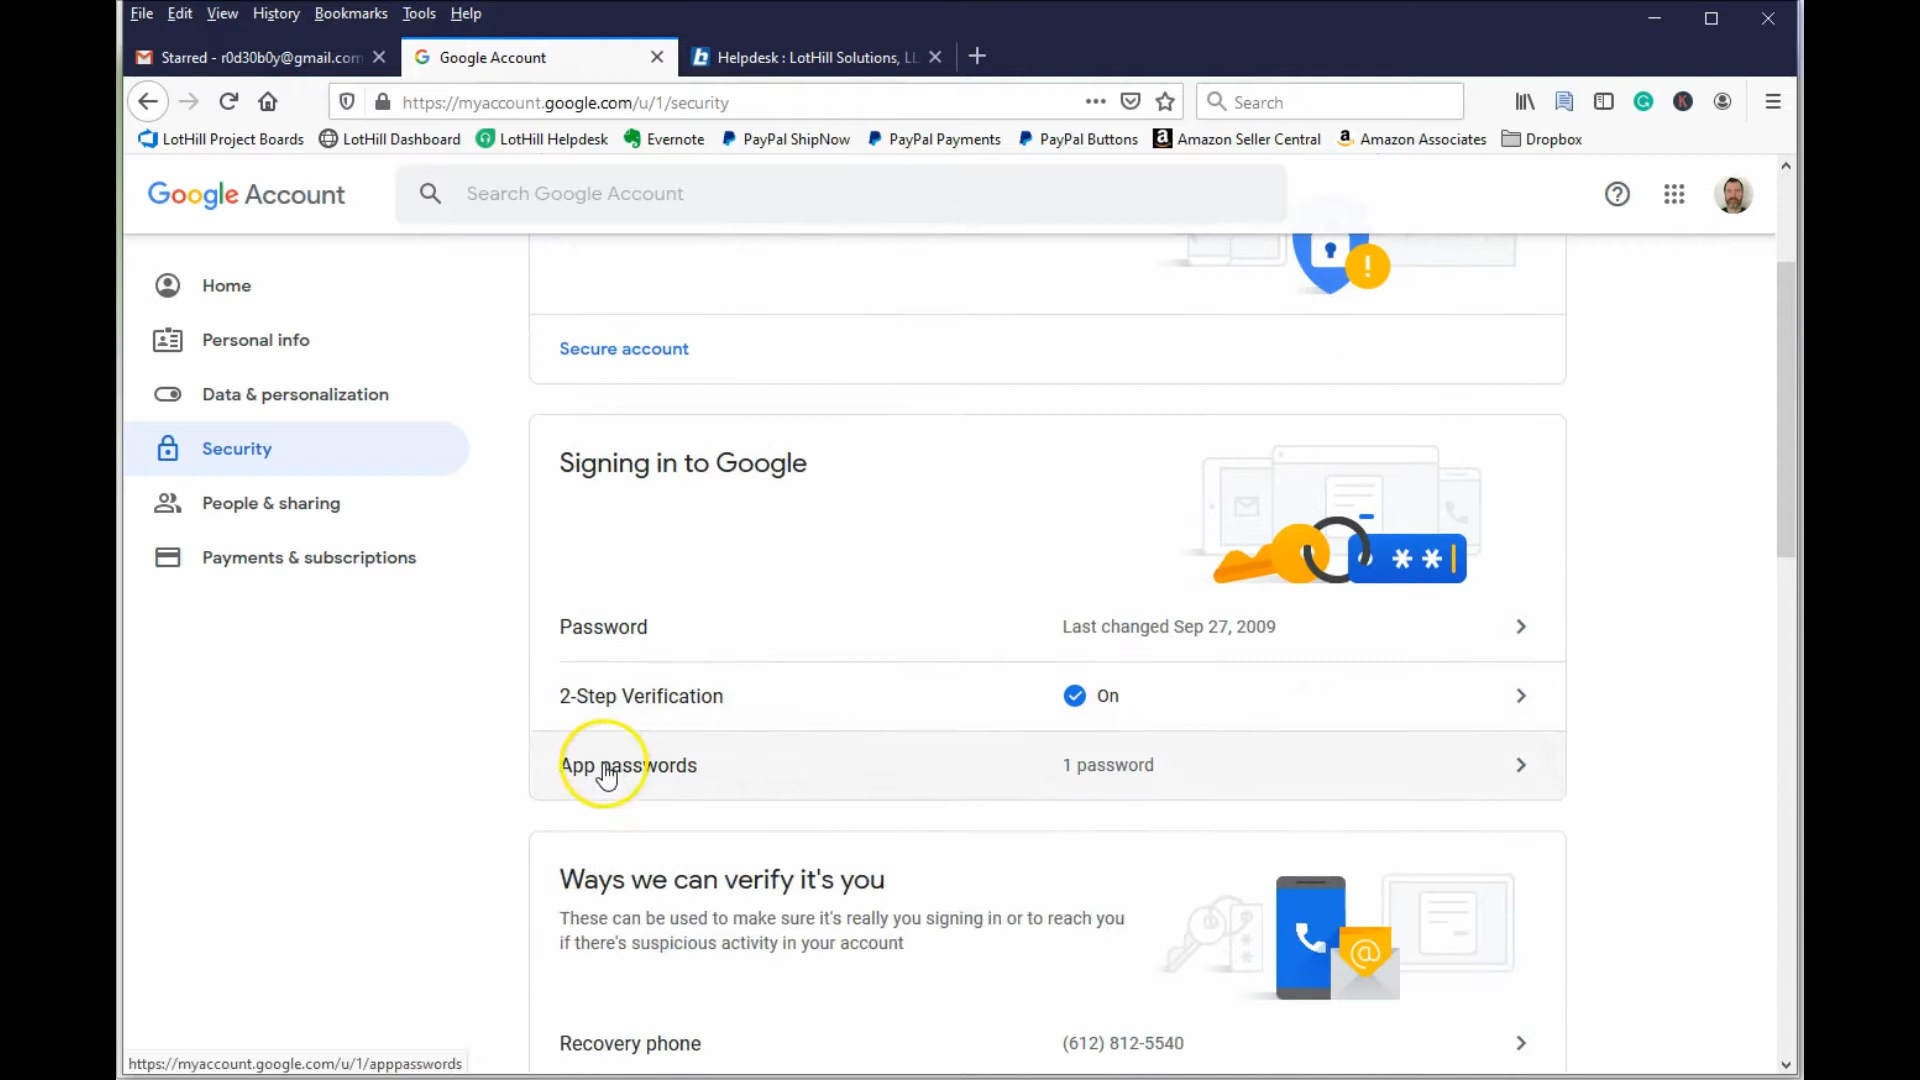 File Edit View History Bookmarks Tools Help
Starred - r0d30b0y@gmail.com
Google Account
Helpdesk : LotHill Solutions, LL
https://myaccount.google.com/u/1/security
Search
LotHill Project Boards LotHill Dashboard LotHill Helpdesk Evernote PayPal ShipNow PayPal Payments PayPal Buttons Amazon Seller Central Amazon Associates Dropbox
Google Account
Search Google Account
Home
Personal info
Data & personalization
Security
People & sharing
Payments & subscriptions
Secure account
Signing in to Google
Password Last changed Sep 27, 2009
2-Step Verification On
App passwords 1 password
Ways we can verify it's you
These can be used to make sure it's really you signing in or to reach you
if there's suspicious activity in your account
Recovery phone (612) 812-5540
https://myaccount.google.com/u/1/apppasswords